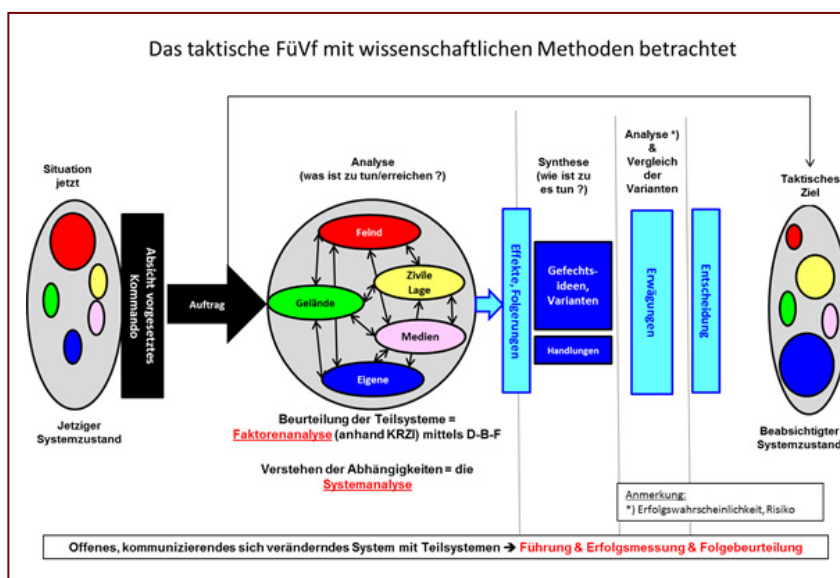 Das taktische FüVf mit wissenschaftlichen Methoden betrachtet
Situation
jetzt
Absicht vorgesetztes
Kommando
Jetziger
Systemzustand
Auftrag
Analyse
(was ist zu tun/erreichen ?)
Feind
Zivile
Lage
Gelände
Medien
Eigene
Beurteilung der Teilsysteme =
Faktorenanalyse (anhand KRZI) mittels D-B-F
Verstehen der Abhängigkeiten = die
Systemanalyse
Effekte, Folgerungen
Synthese
(wie ist zu
es tun ?)
Gefechts-
ideen,
Varianten
Handlungen
Analyse *)
&
Vergleich
der
Varianten
Erwägungen
Entscheidung
Taktisches
Ziel
Beabsichtigter
Systemzustand
Anmerkung:
*) Erfolgswahrscheinlichkeit, Risiko
Offenes, kommunizierendes sich veränderndes System mit Teilsystemen ➔ Führung & Erfolgsmessung & Folgebeurteilung